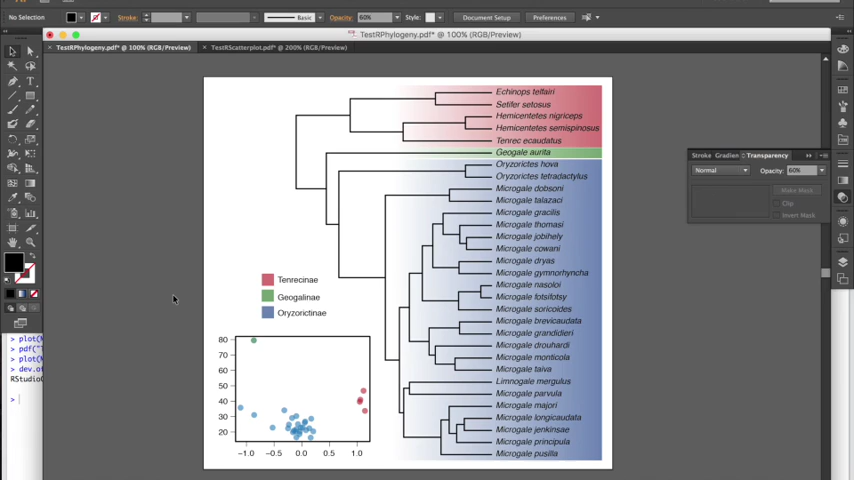 No Selection
Stroke:
Basic
Opacity: 60%
Style:
Document Setup
Preferences
TestRPhylogeny.pdf* @ 100% (RGB/Preview)
× TestRPhylogeny.pdf* @ 100% (RGB/Preview)
× TestRScatterplot.pdf* @ 200% (RGB/Preview)
Echinops telfairi
Setifer setosus
Hemicentetes nigriceps
Hemicentetes semispinosus
Tenrec ecaudatus
Geogale aurita
Oryzorictes hova
Oryzorictes tetradactylus
Microgale dobsoni
Microgale talazaci
Microgale gracilis
Microgale thomasi
Microgale jobihely
Microgale cowani
Microgale dryas
Microgale gymnorhyncha
Microgale nasoloi
Microgale fotsifotsy
Microgale soricoides
Microgale brevicaudata
Microgale grandidieri
Microgale drouhardi
Microgale monticola
Microgale taiva
Limnogale mergulus
Microgale parvula
Microgale majori
Microgale longicaudata
Microgale jenkinsae
Microgale principula
Microgale pusilla
Tenrecinae
Geogalinae
Oryzorictinae
80
70
60
50
40
30
20
−1.0 −0.5 0.0 0.5 1.0
Stroke Gradien Transparency
Normal
Opacity: 60%
Make Mask
Clip
Invert Mask
> plot(M
> pdf("T
> plot(M
> dev.of
RStudioG
>